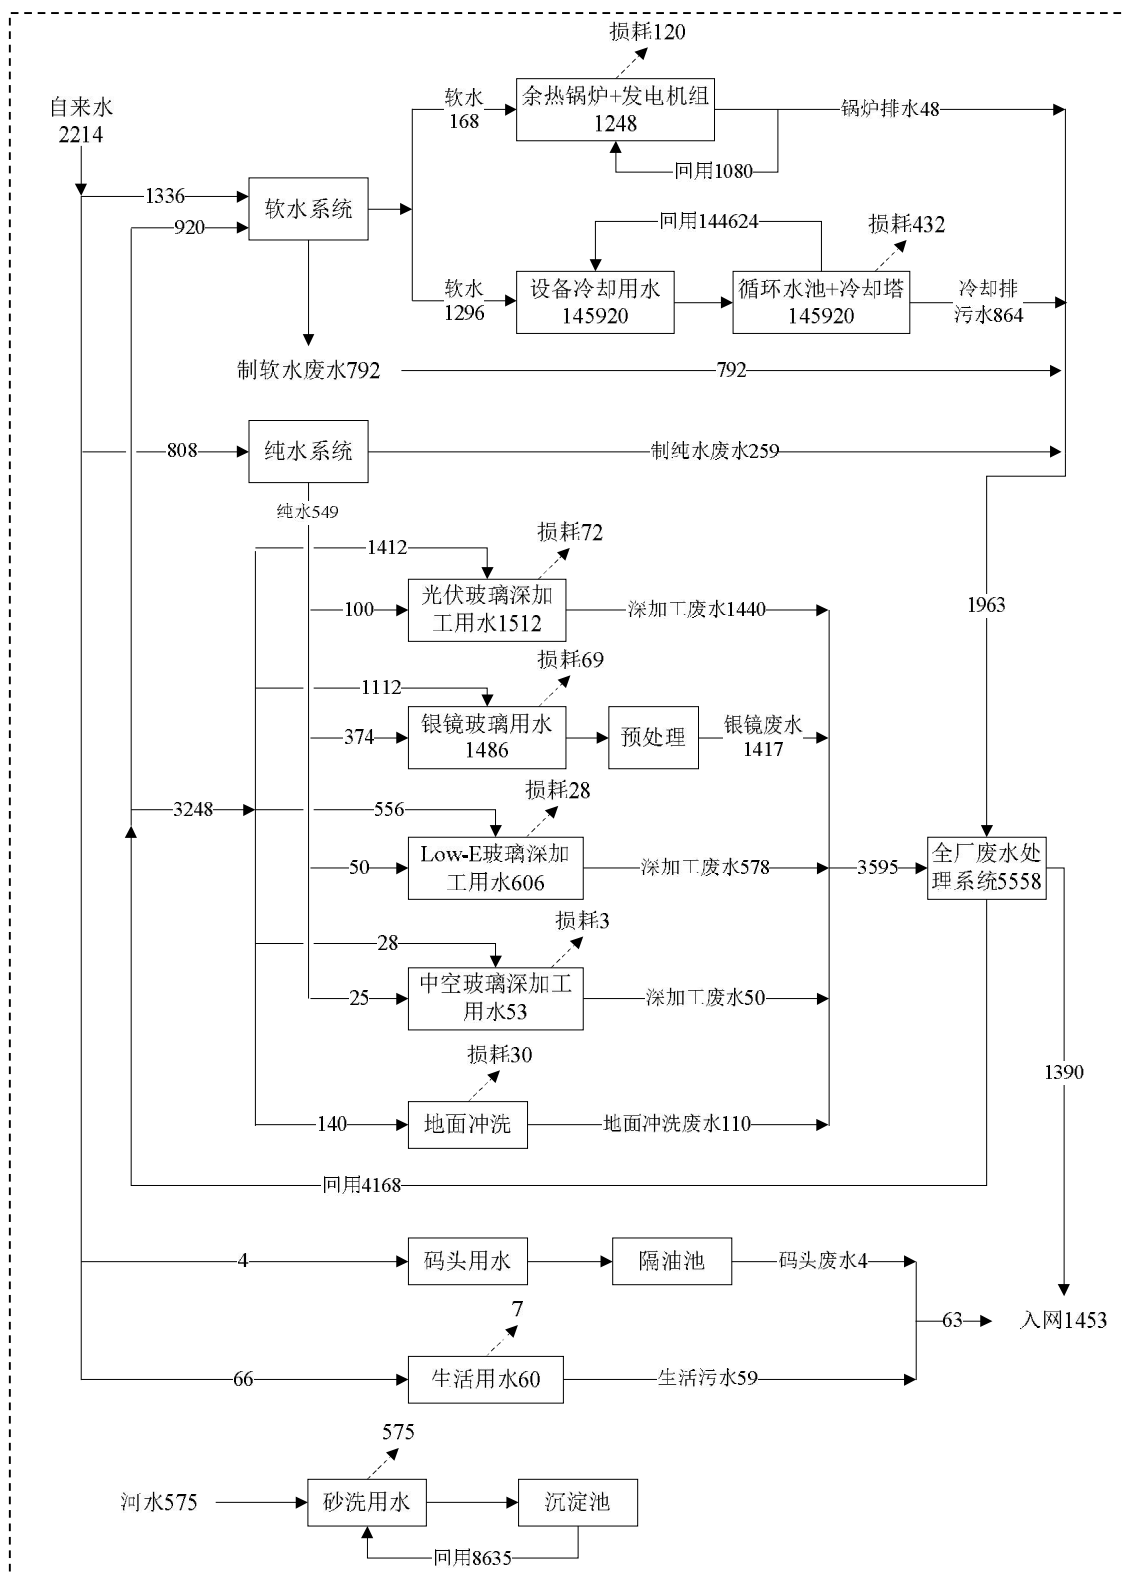 损耗120
自来水
2214
软水
168
余热锅炉+发电机组
1248
锅炉排水48
回用1080
1336
920
软水系统
回用144624
损耗432
软水
1296
设备冷却用水
145920
循环水池+冷却塔
145920
冷却排
污水864
制软水废水792
792
808
纯水系统
制纯水废水259
纯水549
损耗72
1412
100
光伏玻璃深加
工用水1512
深加工废水1440
1963
损耗69
1112
374
银镜玻璃用水
1486
预处理
银镜废水
1417
损耗28
3248
556
50
Low-E玻璃深加
工用水606
深加工废水578
3595
全厂废水处
理系统5558
损耗3
28
25
中空玻璃深加工
用水53
深加工废水50
损耗30
1390
140
地面冲洗
地面冲洗废水110
回用4168
4
码头用水
隔油池
码头废水4
7
63
入网1453
66
生活用水60
生活污水59
575
河水575
砂洗用水
沉淀池
回用8635